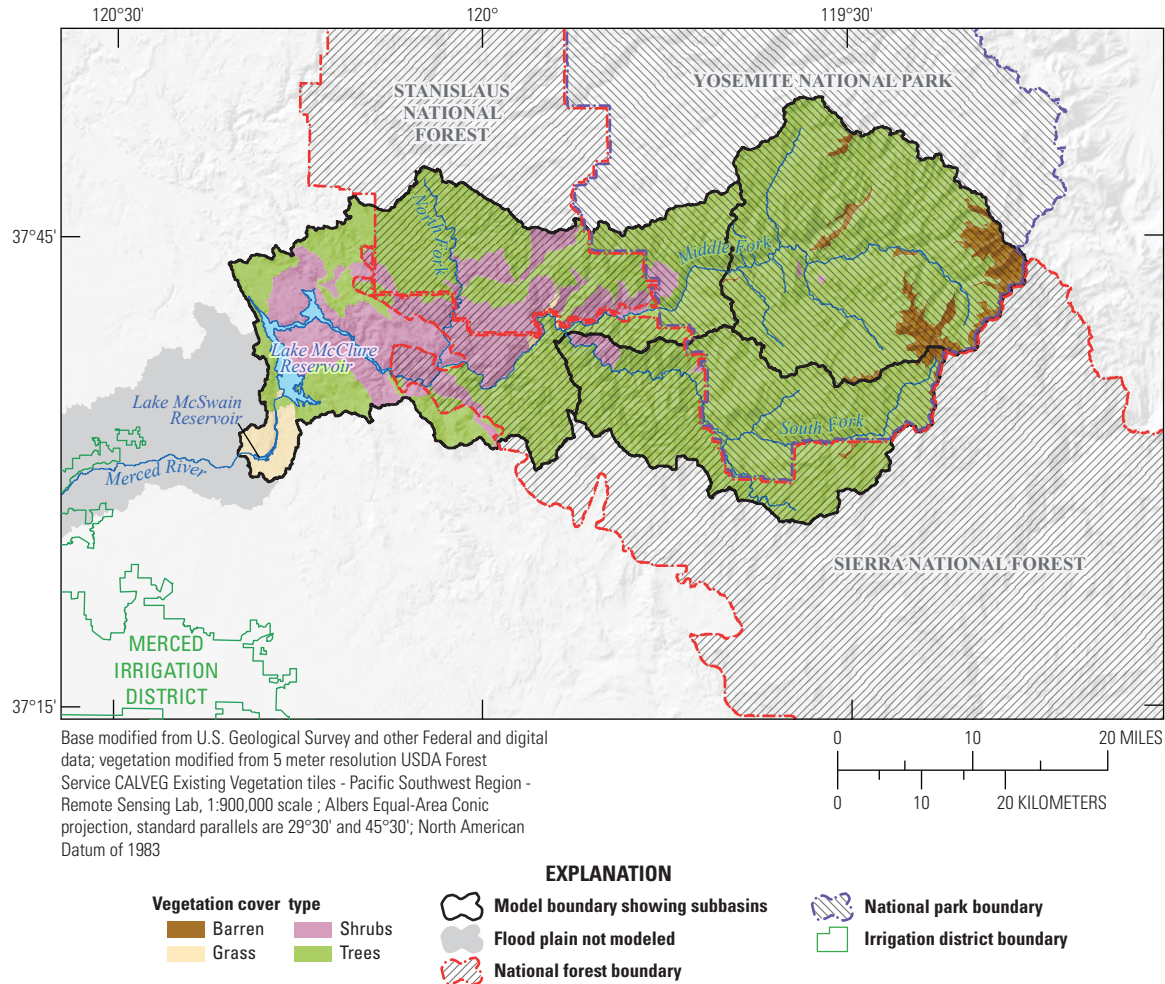 120°30'
120°
119°30'
STANISLAUS
NATIONAL
FOREST
YOSEMITE NATIONAL PARK
37°45'
North Fork
Middle Fork
Lake McClure
Reservoir
Lake McSwain
Reservoir
Merced River
South Fork
SIERRA NATIONAL FOREST
MERCED
IRRIGATION
DISTRICT
37°15'
Base modified from U.S. Geological Survey and other Federal and digital
data; vegetation modified from 5 meter resolution USDA Forest
Service CALVEG Existing Vegetation tiles - Pacific Southwest Region -
Remote Sensing Lab, 1:900,000 scale ; Albers Equal-Area Conic
projection, standard parallels are 29°30' and 45°30'; North American
Datum of 1983
0 10 20 MILES
0 10 20 KILOMETERS
EXPLANATION
Vegetation cover type
Barren
Grass
Shrubs
Trees
Model boundary showing subbasins
Flood plain not modeled
National forest boundary
National park boundary
Irrigation district boundary